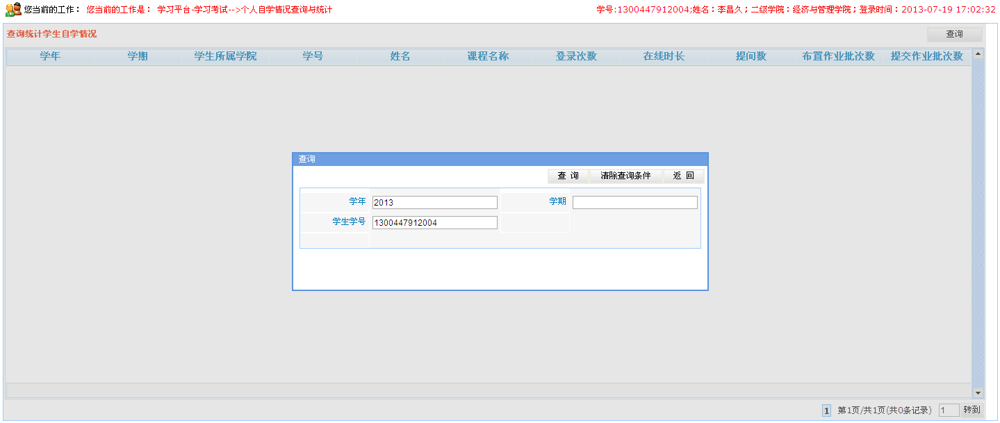 您当前的工作： 您当前的工作是： 学习平台-学习考试-->个人自学情况查询与统计 学号:1300447912004;姓名：李昌久；二级学院：经济与管理学院；登录时间：2013-07-19 17:02:32
查询统计学生自学情况 查询
学年 学期 学生所属学院 学号 姓名 课程名称 登录次数 在线时长 提问数 布置作业批次数 提交作业批次数
查询
查 询 清除查询条件 返 回
学年 2013 学期
学生学号 1300447912004
1 第1页/共1页(共0条记录) 1 转到